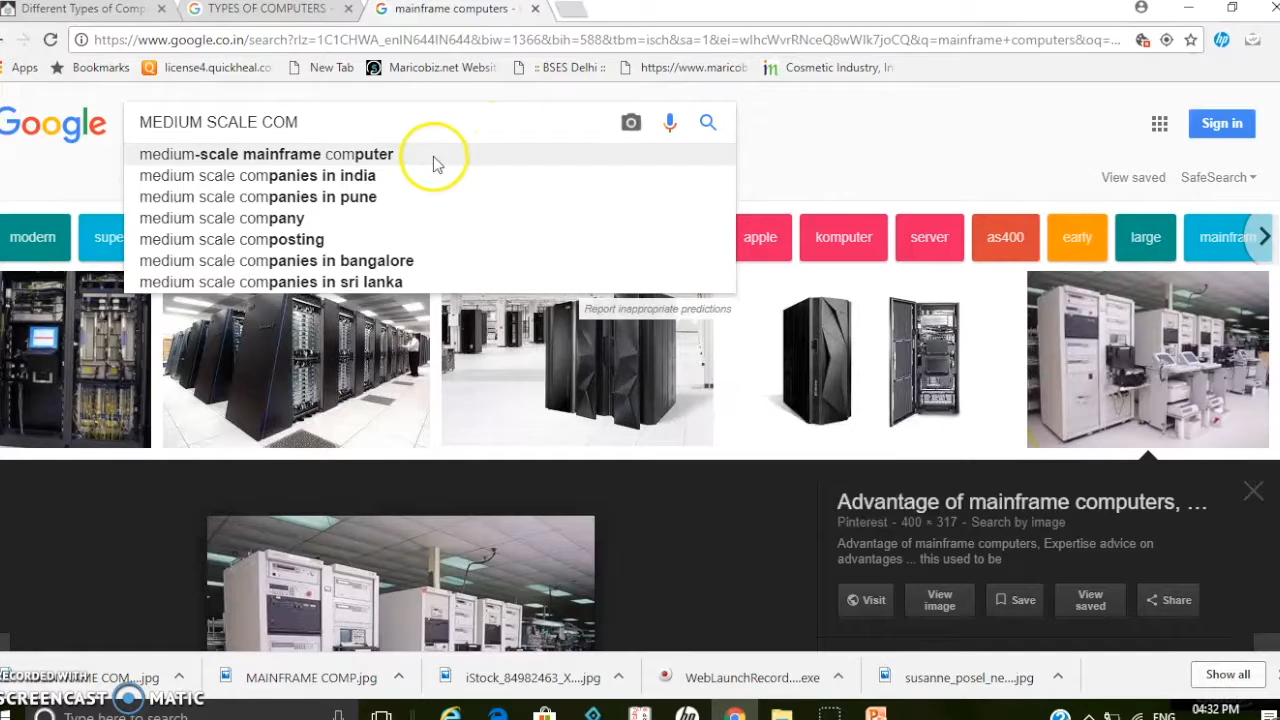 Different Types of Comp
TYPES OF COMPUTERS -
mainframe computers -
https://www.google.co.in/search?rlz=1C1CHWA_enIN644IN644&biw=1366&bih=588&tbm=isch&sa=1&ei=wIhcWvrRNceQ8wWIk7joCQ&q=mainframe+computers&oq=...
Apps
Bookmarks
license4.quickheal.co
New Tab
Maricobiz.net Websit
:: BSES Delhi ::
https://www.maricob
Cosmetic Industry, In
Google
MEDIUM SCALE COM
Sign in
medium-scale mainframe computer
medium scale companies in india
medium scale companies in pune
medium scale company
medium scale composting
medium scale companies in bangalore
medium scale companies in sri lanka
Report inappropriate predictions
View saved
SafeSearch
modern
supe
apple
komputer
server
as400
early
large
mainfram
Advantage of mainframe computers, ...
Pinterest - 400 × 317 - Search by image
Advantage of mainframe computers, Expertise advice on
advantages ... this used to be
Visit
View image
Save
View saved
Share
COM....jpg
MAINFRAME COMP.jpg
iStock_84982463_X....jpg
WebLaunchRecord....exe
susanne_posel_ne....jpg
Show all
RECORDED WITH
SCREENCAST MATIC
Type here to search
ENG
04:32 PM